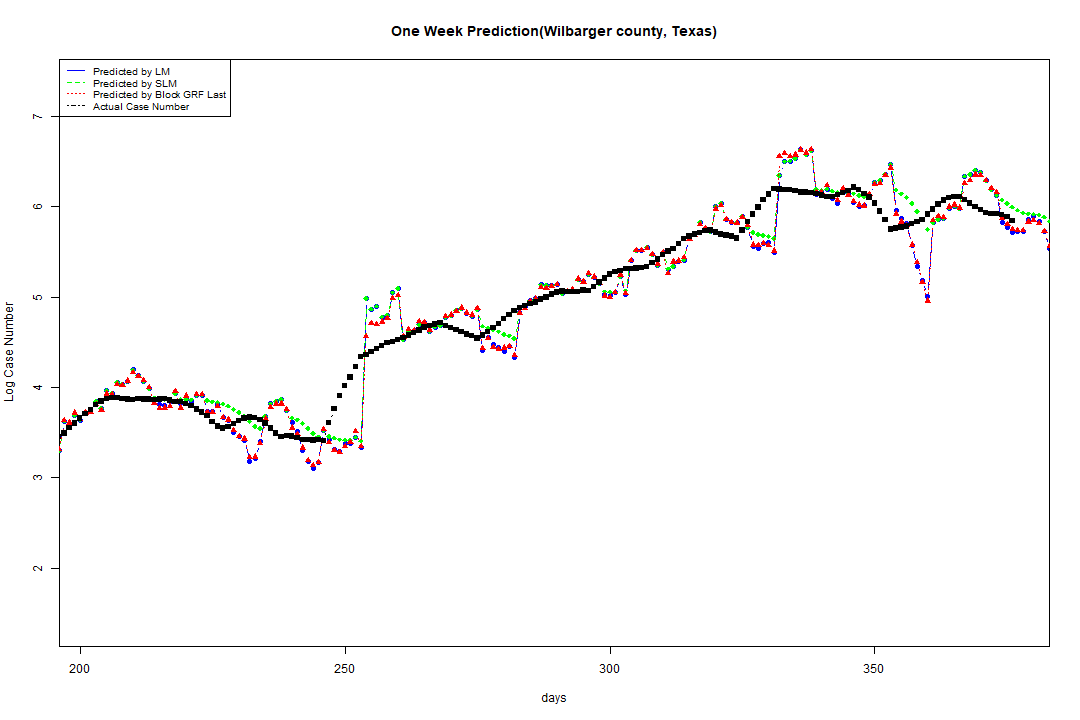 One Week Prediction(Wilbarger county, Texas)
Predicted by LM
Predicted by SLM
Predicted by Block GRF Last
Actual Case Number
Log Case Number
7
6
5
4
3
2
200
250
300
350
days